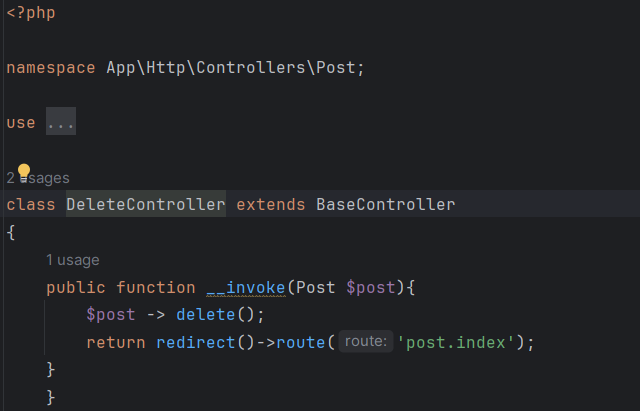 <?php
namespace App\Http\Controllers\Post;
use ...
2 usages
class DeleteController extends BaseController
{
1 usage
public function __invoke(Post $post){
$post -> delete();
return redirect()->route( route: 'post.index');
}
}